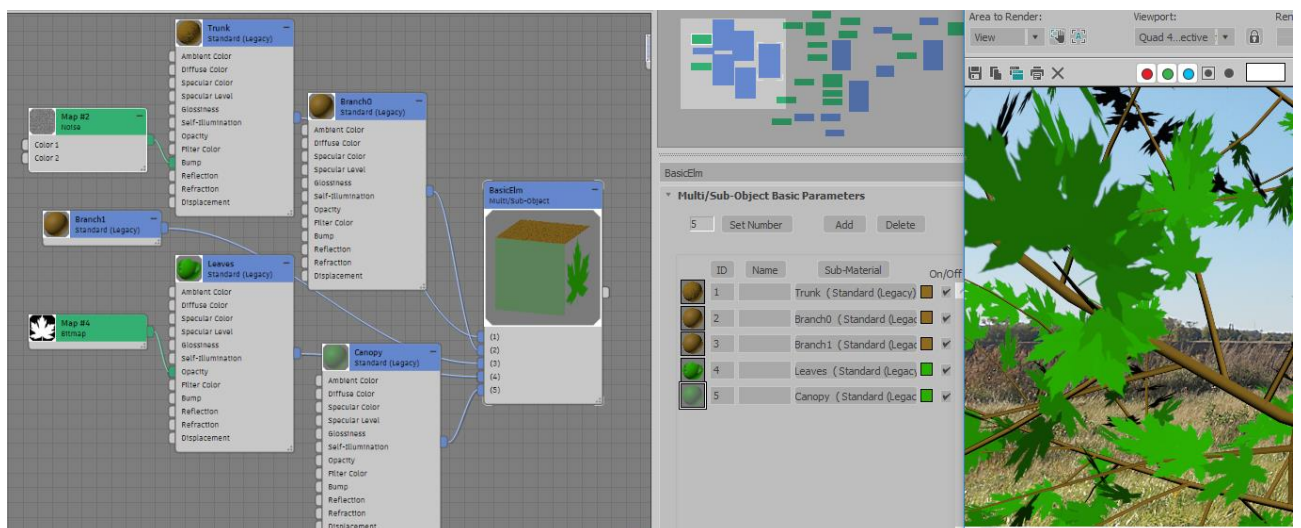 Trunk
Standard (Legacy)
Ambient Color
Diffuse Color
Specular Color
Specular Level
Glossiness
Self-Illumination
Opacity
Filter Color
Bump
Reflection
Refraction
Displacement
Map #2
Noise
Color 1
Color 2
Branch0
Standard (Legacy)
Ambient Color
Diffuse Color
Specular Color
Specular Level
Glossiness
Self-Illumination
Opacity
Filter Color
Bump
Reflection
Refraction
Displacement
Branch1
Standard (Legacy)
Leaves
Standard (Legacy)
Ambient Color
Diffuse Color
Specular Color
Specular Level
Glossiness
Self-Illumination
Opacity
Filter Color
Bump
Reflection
Refraction
Displacement
Map #4
Bitmap
Canopy
Standard (Legacy)
Ambient Color
Diffuse Color
Specular Color
Specular Level
Glossiness
Self-Illumination
Opacity
Filter Color
Bump
Reflection
Refraction
Displacement
BasicElm
Multi/Sub-Object
(1)
(2)
(3)
(4)
(5)
BasicElm
Multi/Sub-Object Basic Parameters
5 Set Number Add Delete
ID Name Sub-Material On/Off
1 Trunk ( Standard (Legacy)
2 Branch0 ( Standard (Legac
3 Branch1 ( Standard (Legac
4 Leaves ( Standard (Legacy
5 Canopy ( Standard (Legac
Area to Render: Viewport: Ren
View Quad 4...ective